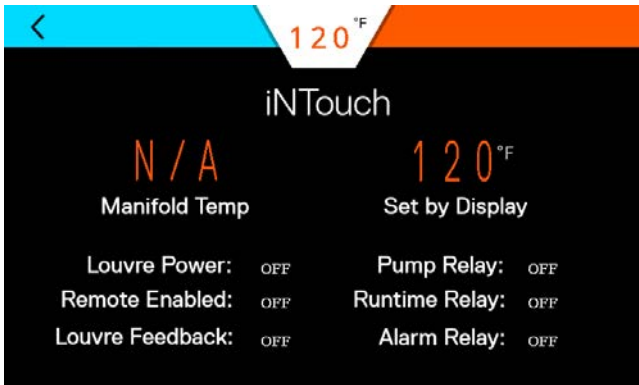 120°F
iNTouch
N/A 120°F
Manifold Temp Set by Display
Louvre Power: OFF Pump Relay: OFF
Remote Enabled: OFF Runtime Relay: OFF
Louvre Feedback: OFF Alarm Relay: OFF